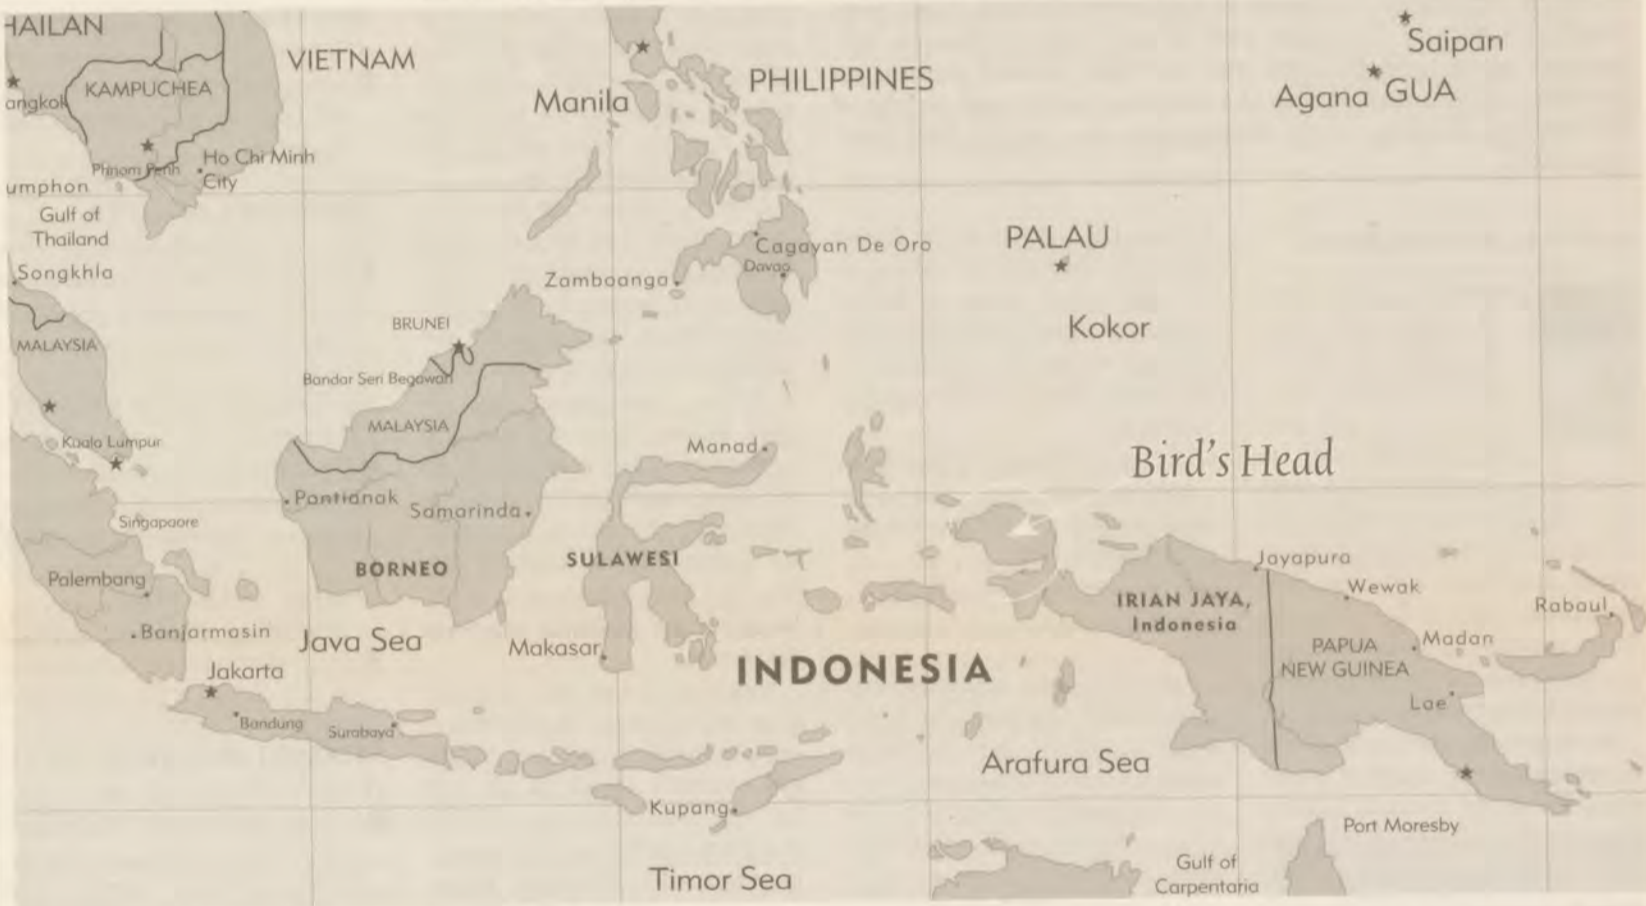 HAILAN
VIETNAM
KAMPUCHEA
angkok
Phnom Penh
Ho Chi Minh
City
umphon
Gulf of
Thailand
Songkhla
MALAYSIA
Kuala Lumpur
Singapaore
Manila
PHILIPPINES
Saipan
Agana
GUA
Cagayan De Oro
Davao
Zamboanga
PALAU
Kokor
BRUNEI
Bandar Seri Begawan
MALAYSIA
Manad
Bird's Head
Pontianak
Samarinda
BORNEO
SULAWESI
Palembang
Banjarmasin
Java Sea
Makasar
Jakarta
Bandung
Surabaya
INDONESIA
IRIAN JAYA,
Indonesia
Jayapura
Wewak
Rabaul
PAPUA
NEW GUINEA
Madan
Lae
Arafura Sea
Kupang
Port Moresby
Timor Sea
Gulf of
Carpentaria